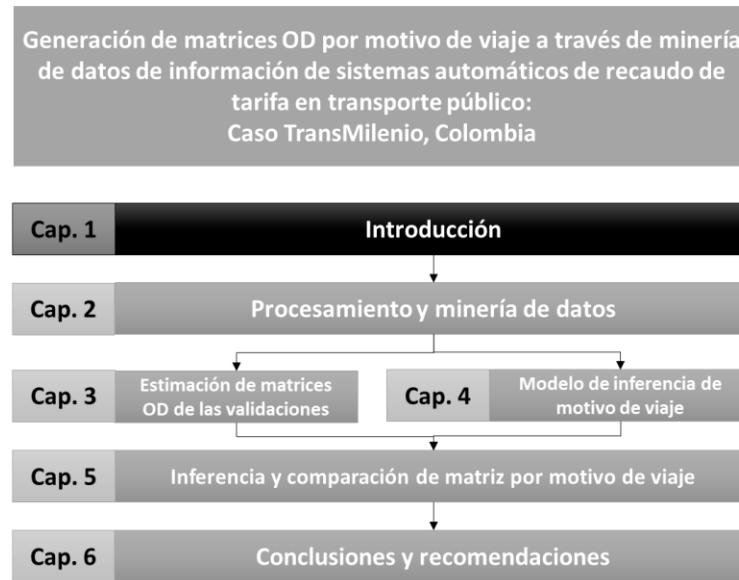 Generación de matrices OD por motivo de viaje a través de minería
de datos de información de sistemas automáticos de recaudo de
tarifa en transporte público:
Caso TransMilenio, Colombia
Cap. 1
Introducción
Cap. 2
Procesamiento y minería de datos
Cap. 3
Estimación de matrices
OD de las validaciones
Cap. 4
Modelo de inferencia de
motivo de viaje
Cap. 5
Inferencia y comparación de matriz por motivo de viaje
Cap. 6
Conclusiones y recomendaciones